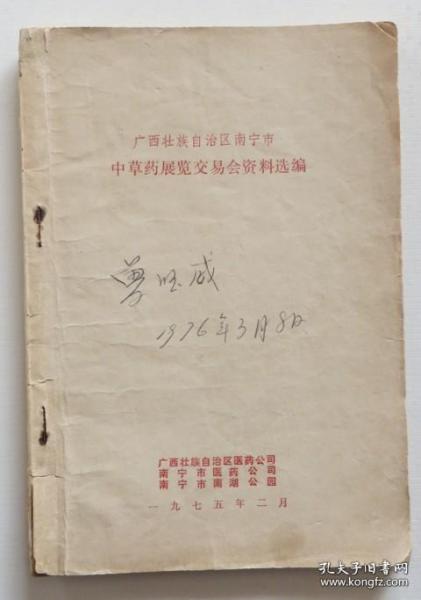 广西壮族自治区南宁市
中草药展览交易会资料选编
1976年3月8日
广西壮族自治区医药公司
南宁市医药公司
南宁市南湖公园
一九七五年二月
孔夫子旧书网
www.kongfz.com